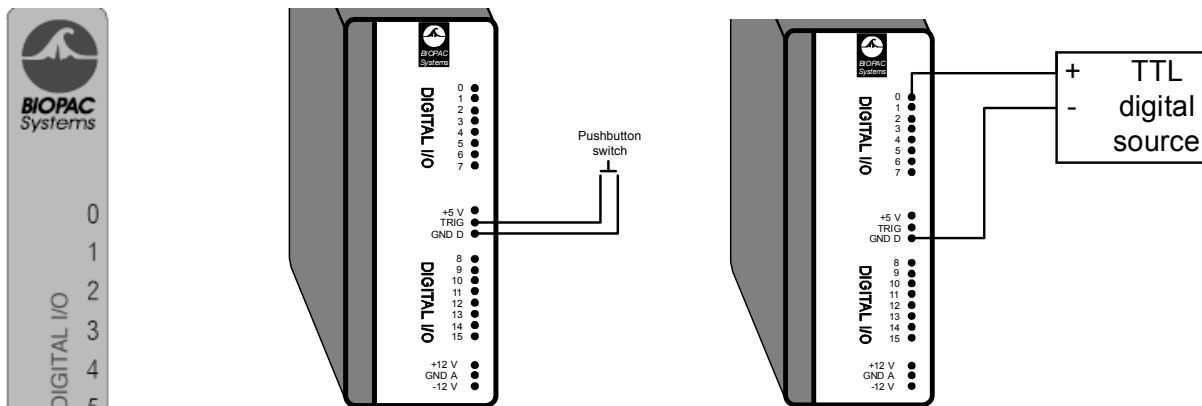 BIOPAC
Systems
0
1
2
3
4
5
DIGITAL I/O
BIOPAC
Systems
DIGITAL I/O
0
1
2
3
4
5
6
7
+5 V
TRIG
GND D
DIGITAL I/O
8
9
10
11
12
13
14
15
+12 V
GND A
-12 V
Pushbutton
switch
BIOPAC
Systems
DIGITAL I/O
0
1
2
3
4
5
6
7
+5 V
TRIG
GND D
DIGITAL I/O
8
9
10
11
12
13
14
15
+12 V
GND A
-12 V
+ TTL
- digital
source